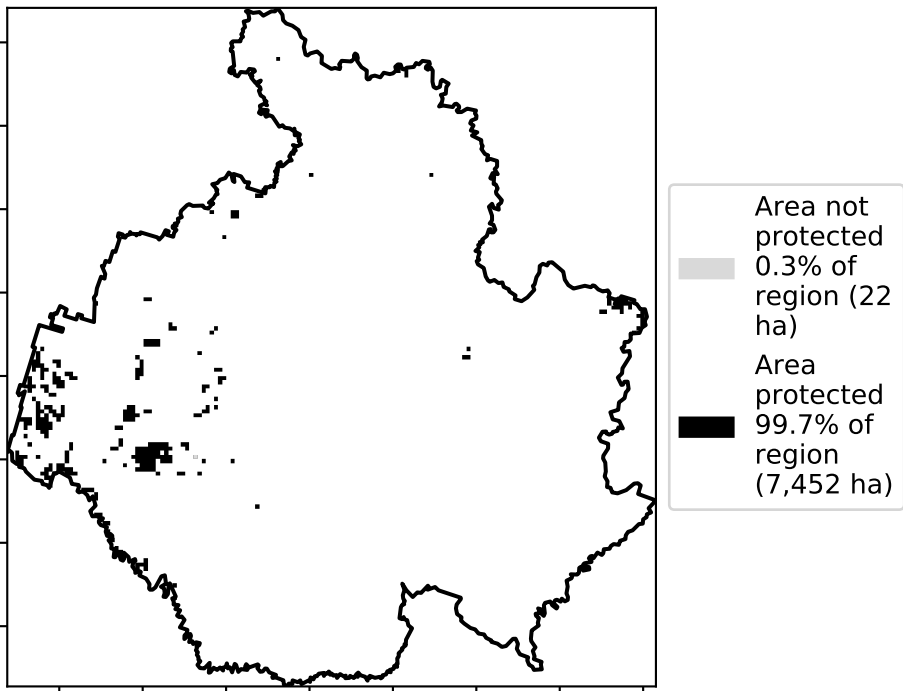 Area not
protected
0.3% of
region (22
ha)
Area
protected
99.7% of
region
(7,452 ha)